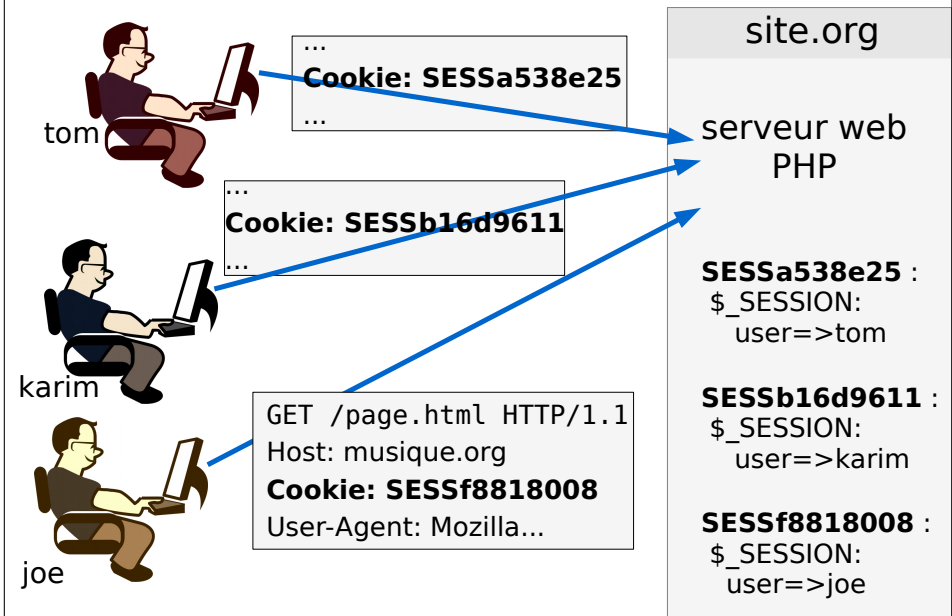 tom
...
Cookie: SESSa538e25
...
karim
...
Cookie: SESSb16d9611
...
joe
GET /page.html HTTP/1.1
Host: musique.org
Cookie: SESSf8818008
User-Agent: Mozilla...
site.org
serveur web
PHP
SESSa538e25 :
$_SESSION:
user=>tom
SESSb16d9611 :
$_SESSION:
user=>karim
SESSf8818008 :
$_SESSION:
user=>joe